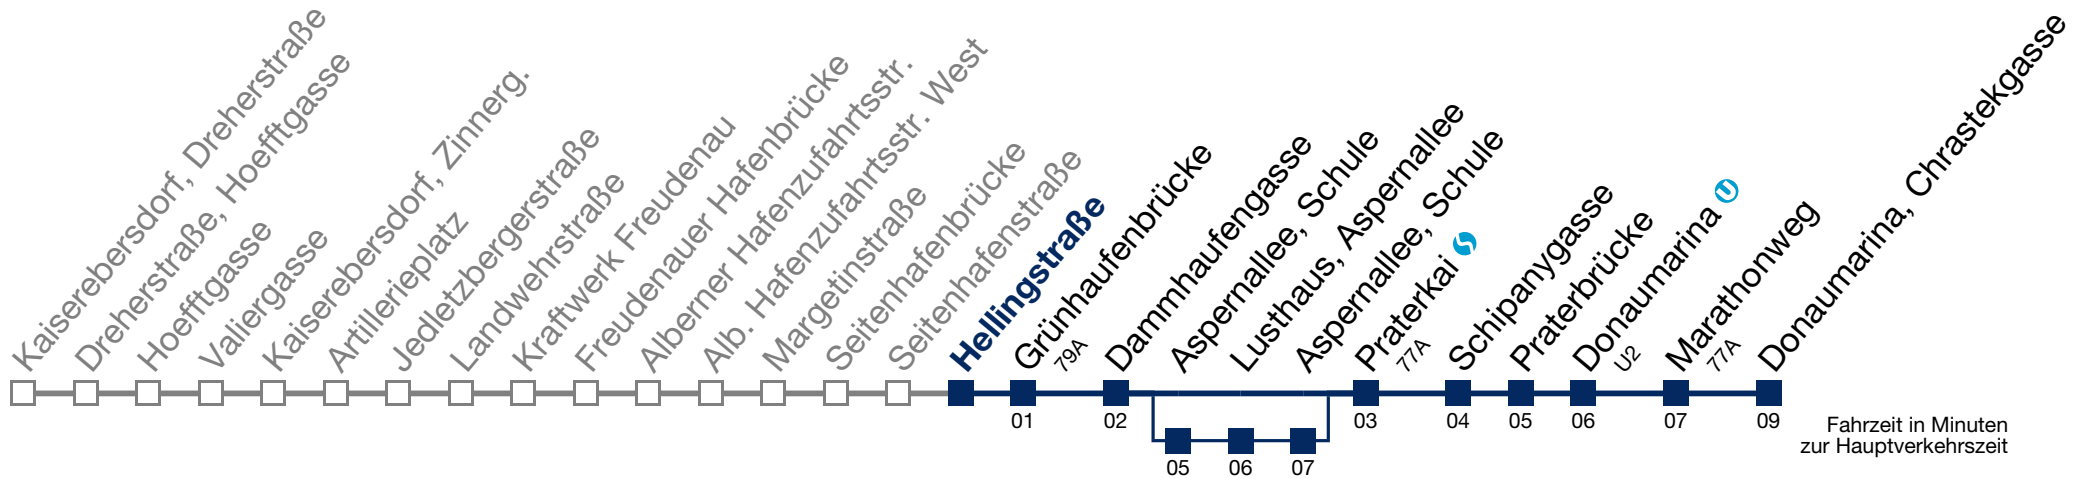 Kaiserebersdorf, Dreherstraße
Dreherstraße, Hoefftgasse
Hoefftgasse
Valiergasse
Kaiserebersdorf, Zinnerg.
Artillerieplatz
Jedletzbergerstraße
Landwehrstraße
Kraftwerk Freudenau
Freudenauer Hafenbrücke
Alberner Hafenzufahrtsstr.
Alb. Hafenzufahrtsstr. West
Margetinstraße
Seitenhafenbrücke
Seitenhafenstraße
Hellingstraße
Grünhaufenbrücke
79A
Dammhaufengasse
Aspernallee, Schule
Lusthaus, Aspernallee
Aspernallee, Schule
Praterkai
77A
Schipanygasse
Praterbrücke
Donaumarina U
U2
Marathonweg
77A
Donaumarina, Chrastekgasse
01 02 03 04 05 06 07 09
05 06 07
Fahrzeit in Minuten
zur Hauptverkehrszeit